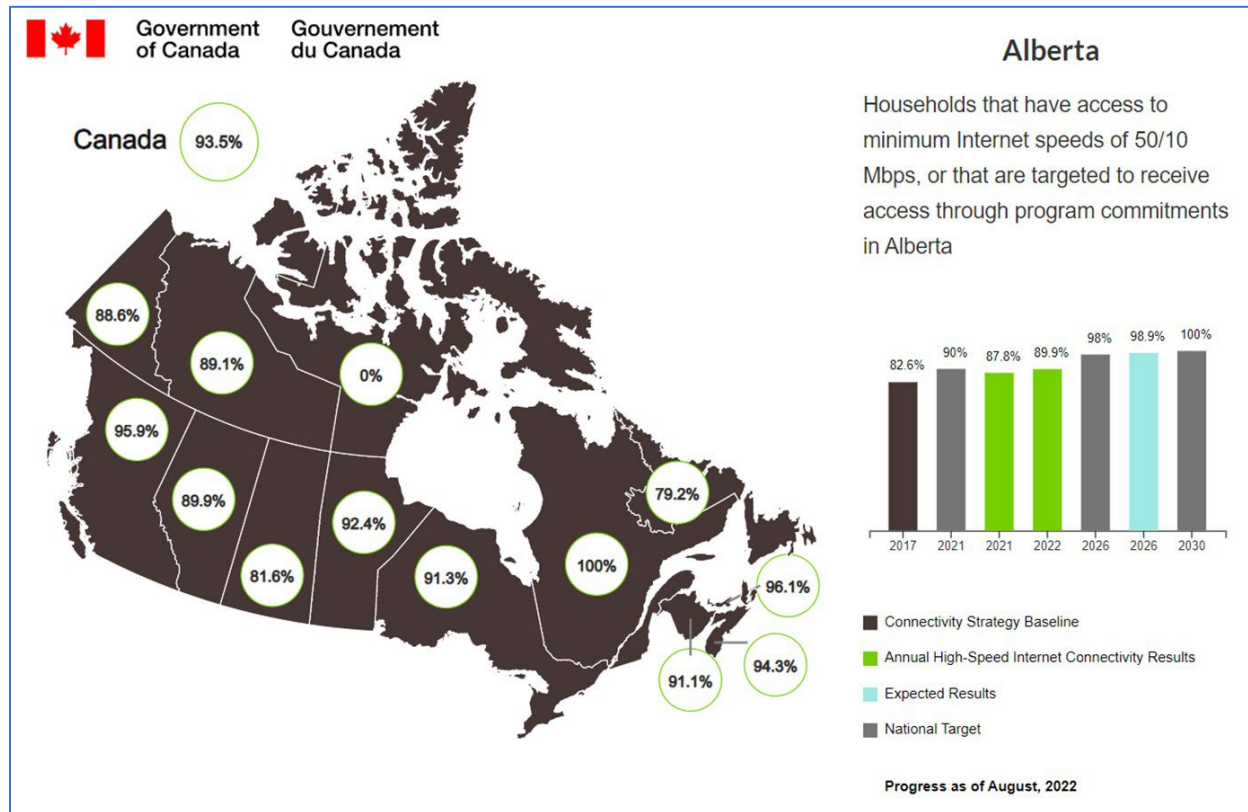 Government
of Canada
Gouvernement
du Canada
Canada
93.5%
88.6%
89.1%
0%
95.9%
89.9%
81.6%
92.4%
91.3%
100%
79.2%
96.1%
94.3%
91.1%
Alberta
Households that have access to
minimum Internet speeds of 50/10
Mbps, or that are targeted to receive
access through program commitments
in Alberta
82.6% 90% 87.8% 89.9% 98% 98.9% 100%
2017 2021 2021 2022 2026 2026 2030
Connectivity Strategy Baseline
Annual High-Speed Internet Connectivity Results
Expected Results
National Target
Progress as of August, 2022